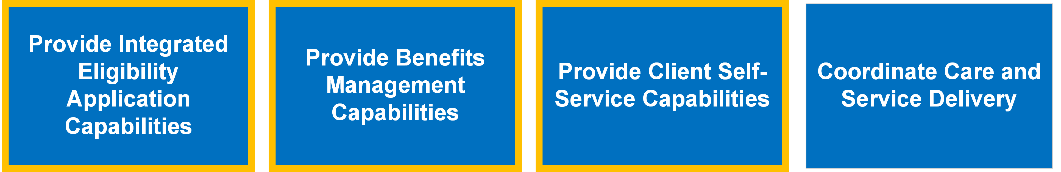 Provide Integrated
Eligibility
Application
Capabilities
Provide Benefits
Management
Capabilities
Provide Client Self-
Service Capabilities
Coordinate Care and
Service Delivery